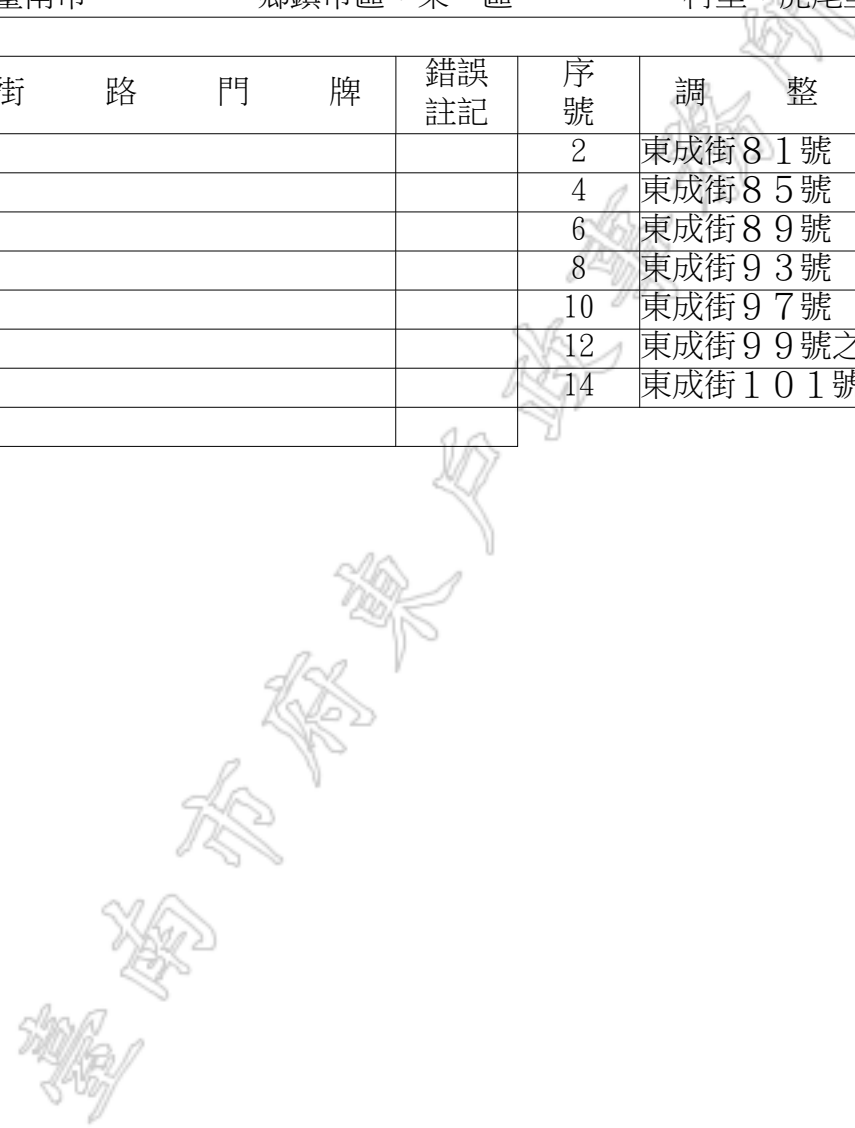 臺南市 鄉鎮市區：東 區 村里 虎尾
街 路 門 牌 錯誤註記 序號 調 整
2 東成街８１號
4 東成街８５號
6 東成街８９號
8 東成街９３號
10 東成街９７號
12 東成街９９號之
14 東成街１０１號
臺南市府東戶政事務所